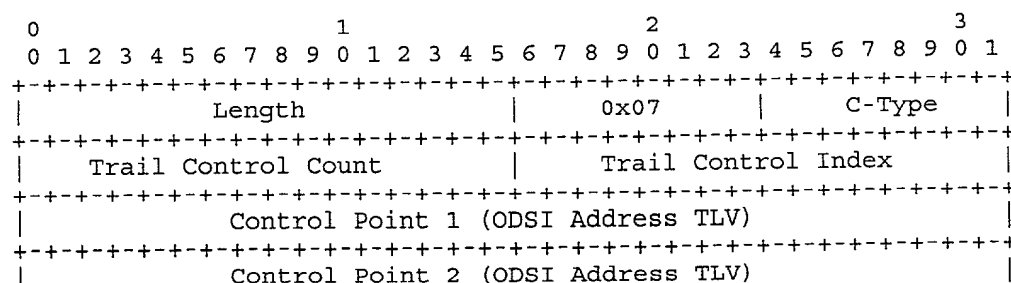 0                   1                   2                   3
0 1 2 3 4 5 6 7 8 9 0 1 2 3 4 5 6 7 8 9 0 1 2 3 4 5 6 7 8 9 0 1
+-+-+-+-+-+-+-+-+-+-+-+-+-+-+-+-+-+-+-+-+-+-+-+-+-+-+-+-+-+-+-+-+
| Length | 0x07 | C-Type |
+-+-+-+-+-+-+-+-+-+-+-+-+-+-+-+-+-+-+-+-+-+-+-+-+-+-+-+-+-+-+-+-+
| Trail Control Count | Trail Control Index |
+-+-+-+-+-+-+-+-+-+-+-+-+-+-+-+-+-+-+-+-+-+-+-+-+-+-+-+-+-+-+-+-+
| Control Point 1 (ODSI Address TLV) |
+-+-+-+-+-+-+-+-+-+-+-+-+-+-+-+-+-+-+-+-+-+-+-+-+-+-+-+-+-+-+-+-+
| Control Point 2 (ODSI Address TLV) |